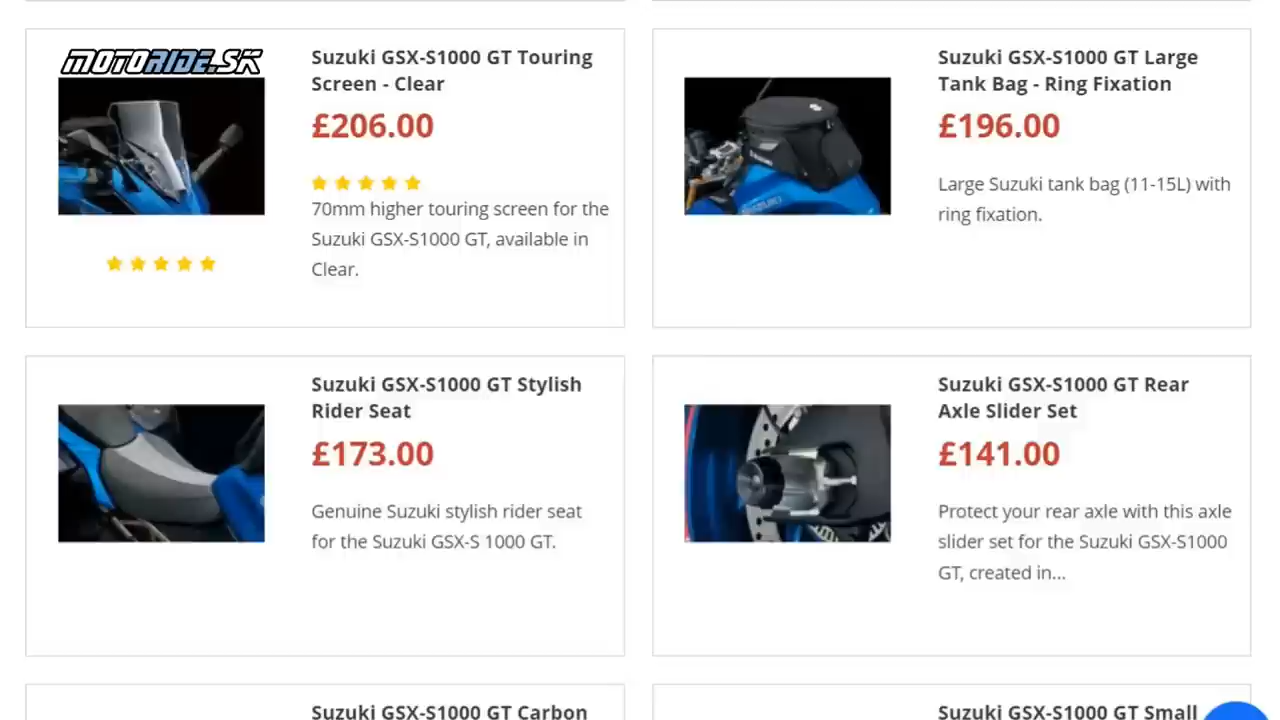 MOTORIDE.SK
Suzuki GSX-S1000 GT Touring
Screen - Clear
£206.00
70mm higher touring screen for the
Suzuki GSX-S1000 GT, available in
Clear.
Suzuki GSX-S1000 GT Large
Tank Bag - Ring Fixation
£196.00
Large Suzuki tank bag (11-15L) with
ring fixation.
Suzuki GSX-S1000 GT Stylish
Rider Seat
£173.00
Genuine Suzuki stylish rider seat
for the Suzuki GSX-S 1000 GT.
Suzuki GSX-S1000 GT Rear
Axle Slider Set
£141.00
Protect your rear axle with this axle
slider set for the Suzuki GSX-S1000
GT, created in...
Suzuki GSX-S1000 GT Carbon
Suzuki GSX-S1000 GT Small